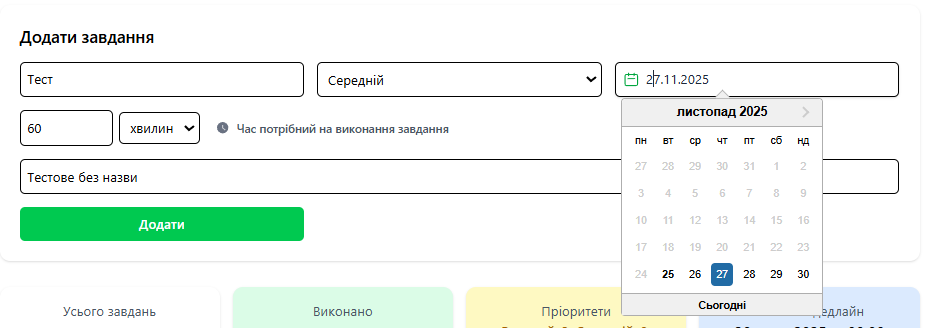 Додати завдання
Тест
Середній
27.11.2025
60
хвилин
Час потрібний на виконання завдання
Тестове без назви
Додати
листопад 2025
пн вт ср чт пт сб нд
27 28 29 30 31 1 2
3 4 5 6 7 8 9
10 11 12 13 14 15 16
17 18 19 20 21 22 23
24 25 26 27 28 29 30
Сьогодні
Усього завдань
Виконано
Пріоритети